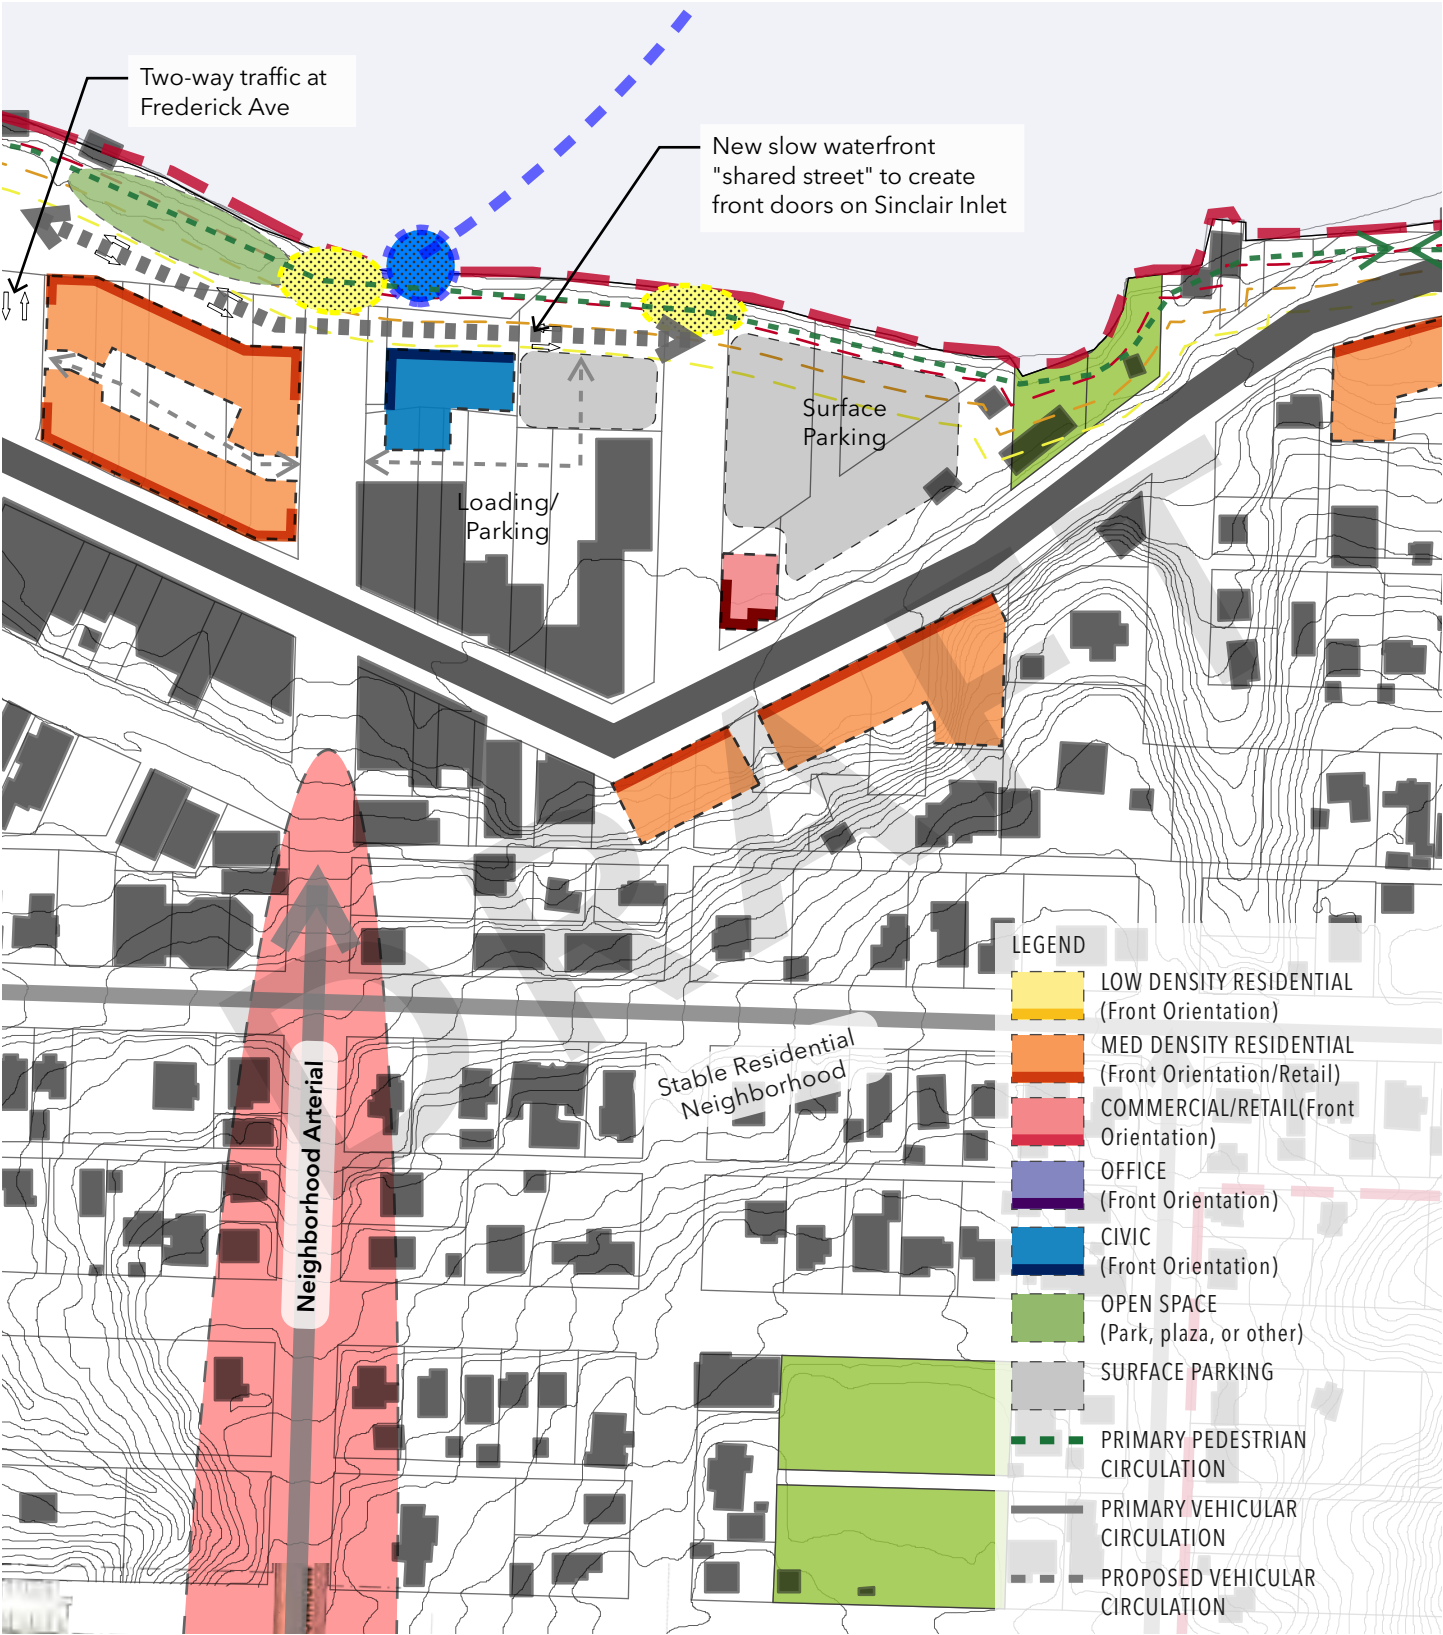 Two-way traffic at
Frederick Ave
New slow waterfront
"shared street" to create
front doors on Sinclair Inlet
Surface
Parking
Loading/
Parking
DRAFT
Stable Residential
Neighborhood
Neighborhood Arterial
LEGEND
LOW DENSITY RESIDENTIAL
(Front Orientation)
MED DENSITY RESIDENTIAL
(Front Orientation/Retail)
COMMERCIAL/RETAIL(Front
Orientation)
OFFICE
(Front Orientation)
CIVIC
(Front Orientation)
OPEN SPACE
(Park, plaza, or other)
SURFACE PARKING
PRIMARY PEDESTRIAN
CIRCULATION
PRIMARY VEHICULAR
CIRCULATION
PROPOSED VEHICULAR
CIRCULATION